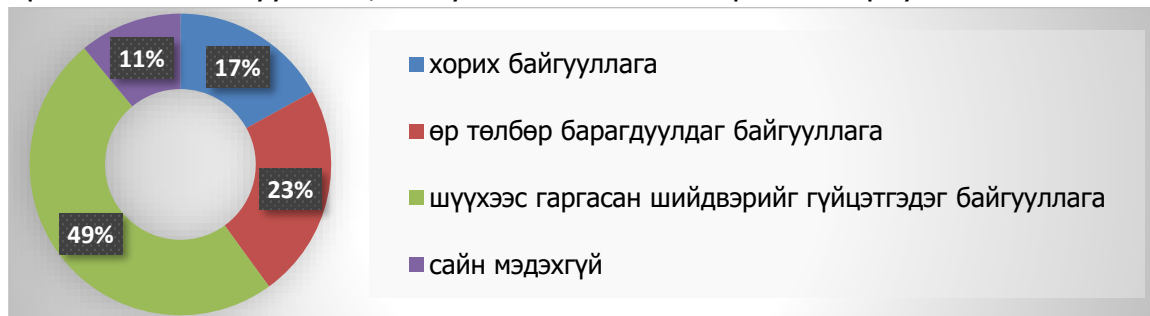 11%
17%
23%
49%
хорих байгууллага
өр төлбөр барагдуулдаг байгууллага
шүүхээс гаргасан шийдвэрийг гүйцэтгэдэг байгууллага
сайн мэдэхгүй